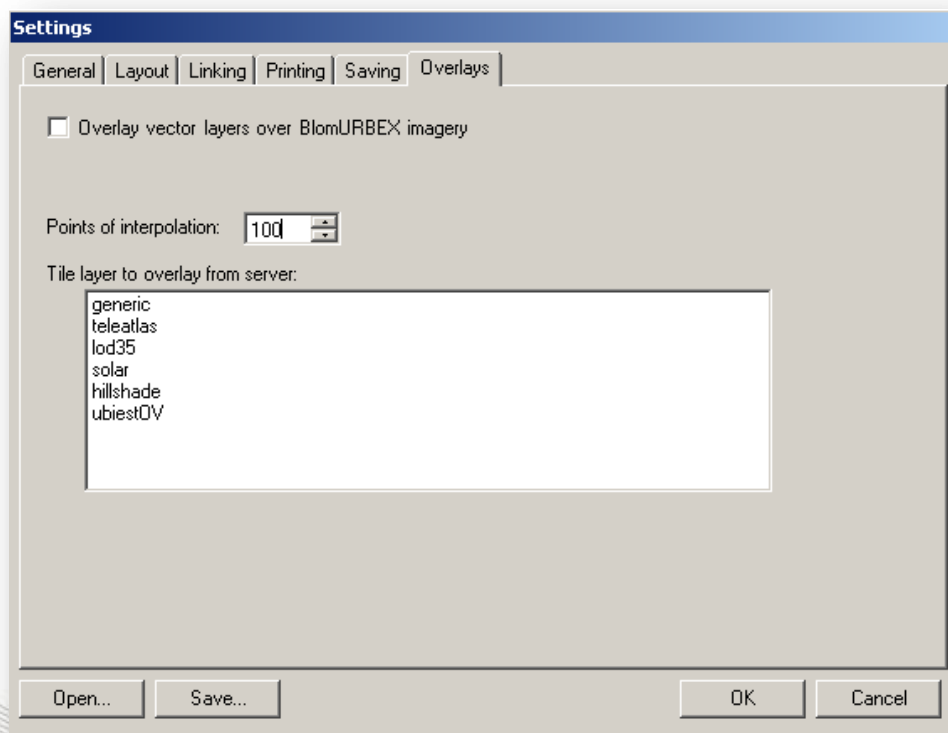 Settings
General Layout Linking Printing Saving Overlays
Overlay vector layers over BlomURBEX imagery
Points of interpolation: 100
Tile layer to overlay from server:
generic
teleatlas
lod35
solar
hillshade
ubiestOV
Open... Save... OK Cancel